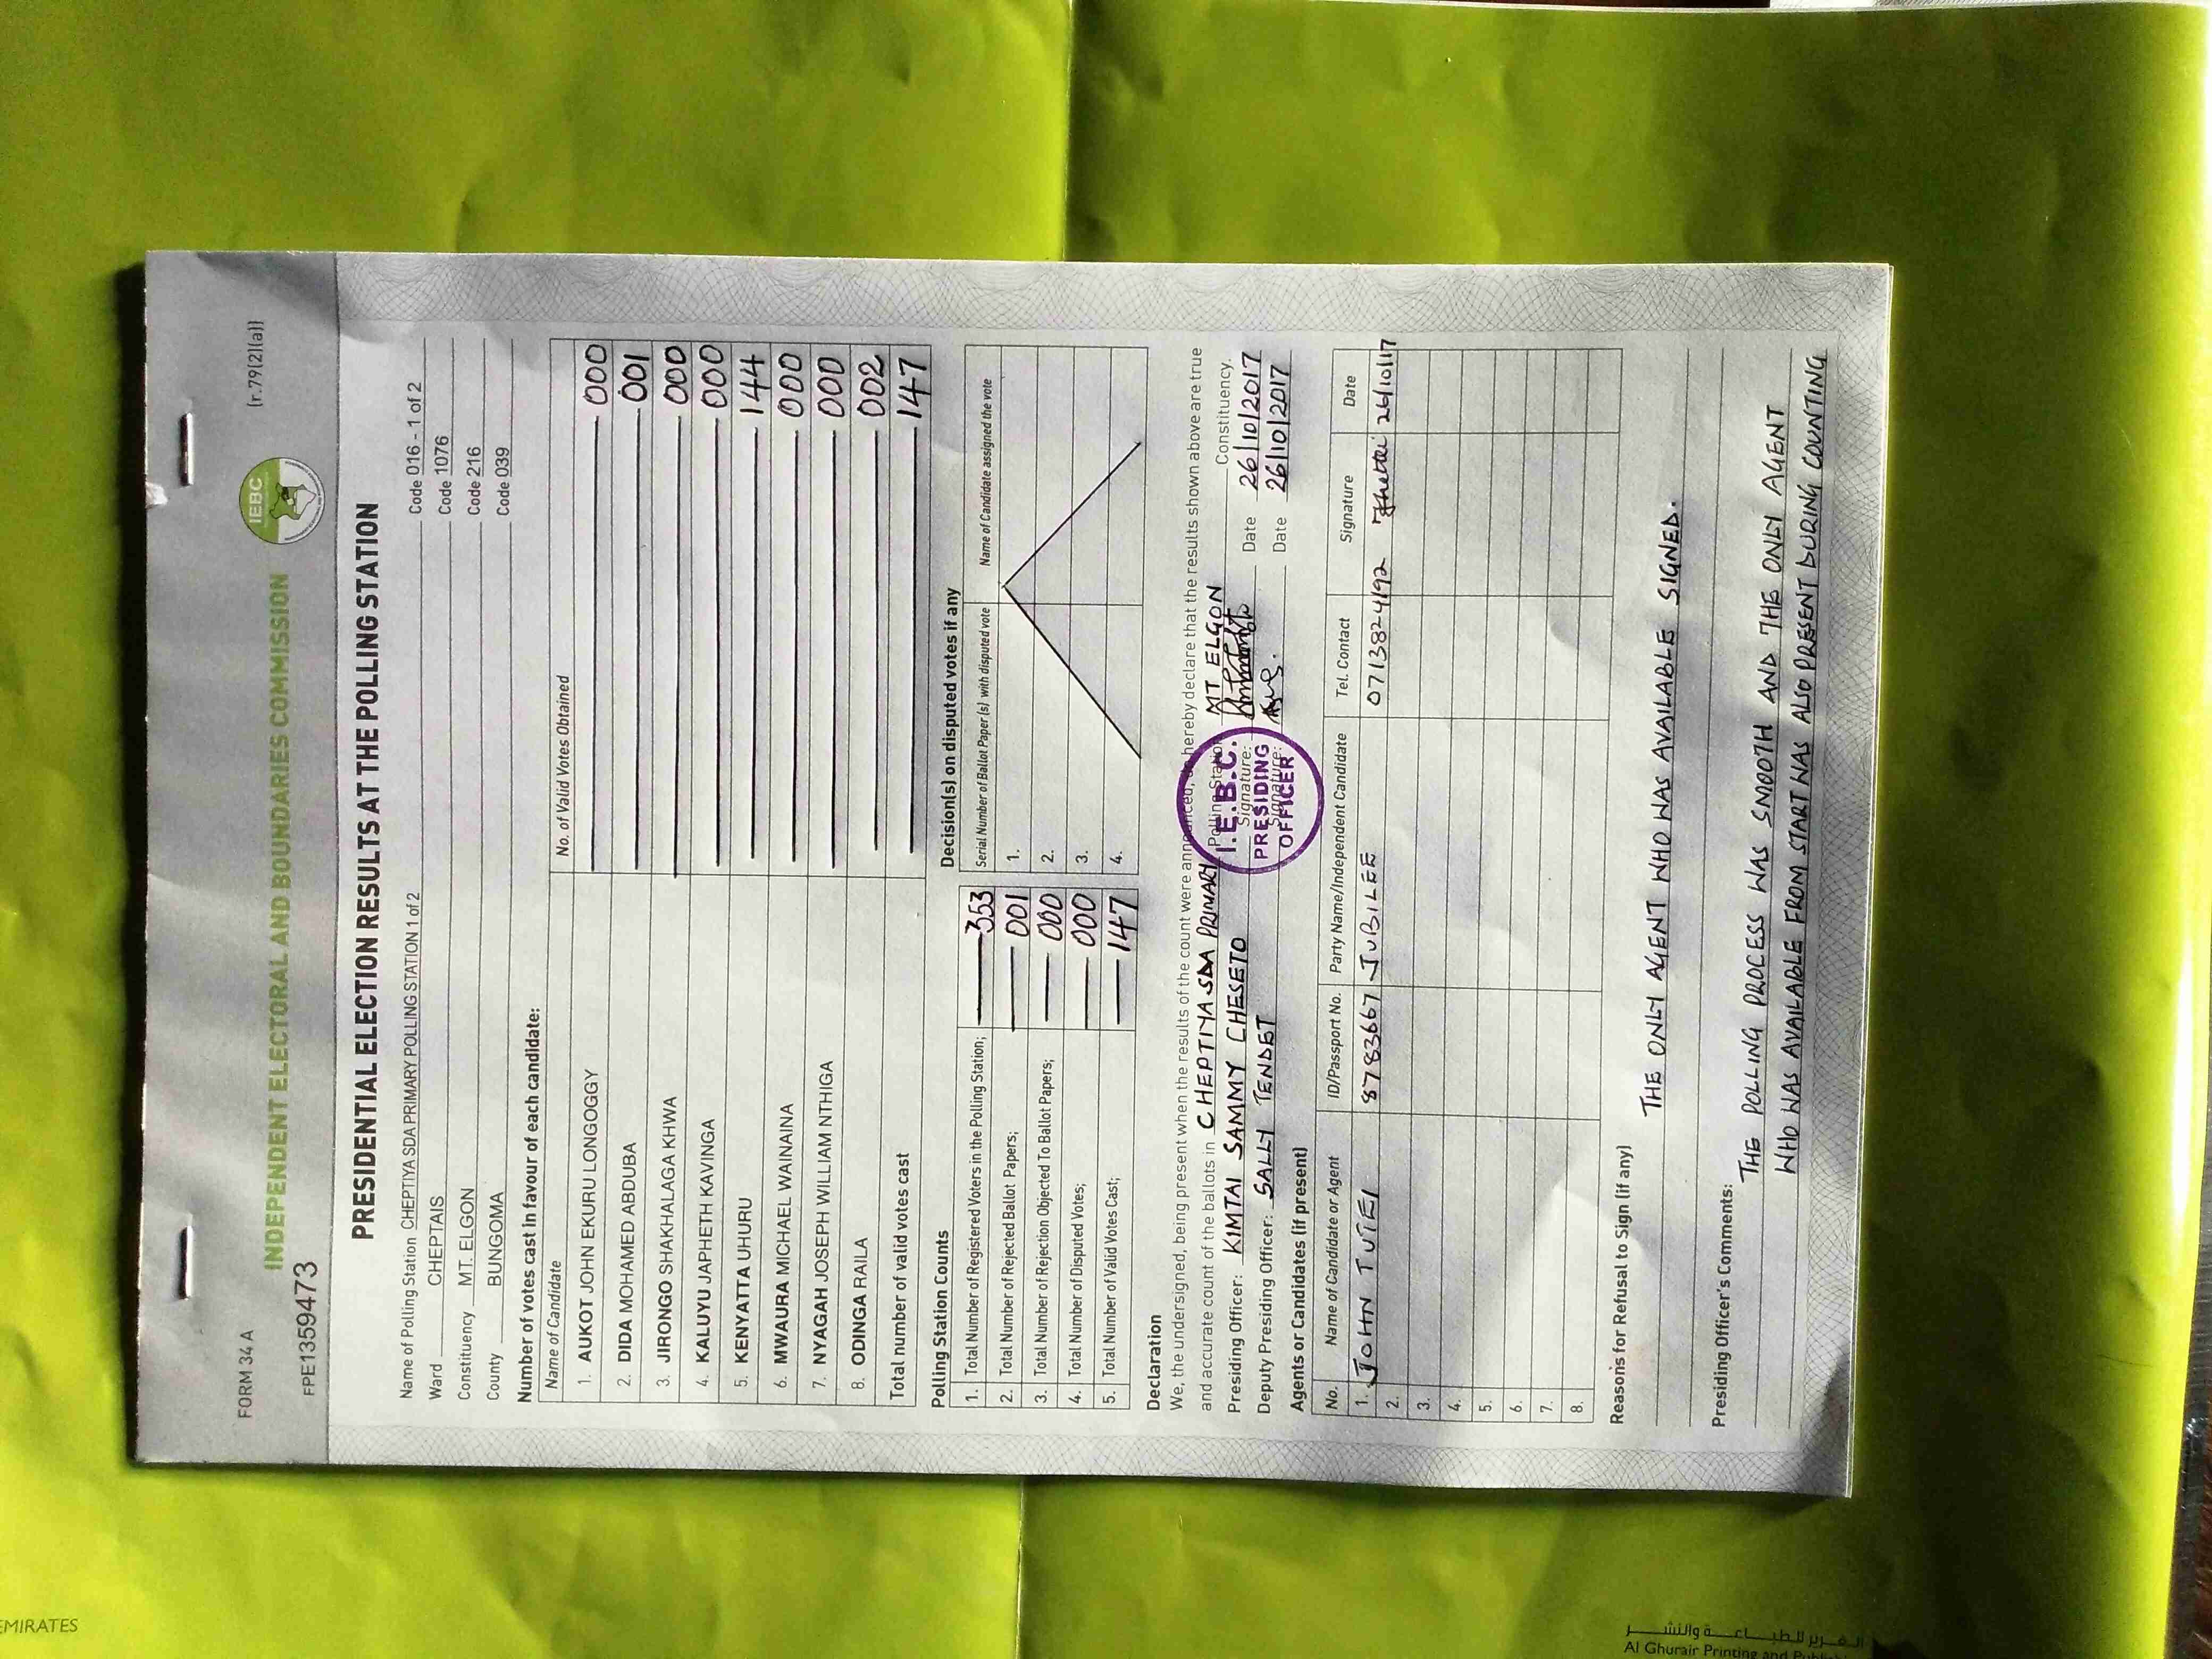 FORM 34 A
(r.79(2)(a))
IEBC
INDEPENDENT ELECTORAL AND BOUNDARIES COMMISSION
FPE1359473
PRESIDENTIAL ELECTION RESULTS AT THE POLLING STATION
Name of Polling Station CHEPTIYA SDA PRIMARY POLLING STATION 1 of 2 Code 016 - 1 of 2
Ward CHEPTAIS Code 1076
Constituency MT. ELGON Code 216
County BUNGOMA Code 039
Number of votes cast in favour of each candidate:
Name of Candidate No. of Valid Votes Obtained
1. AUKOT JOHN EKURU LONGOGGY 000
2. DIDA MOHAMED ABDUBA 001
3. JIRONGO SHAKHALAGA KHWA 000
4. KALUYU JAPHETH KAVINGA 000
5. KENYATTA UHURU 144
6. MWAURA MICHAEL WAINAINA 000
7. NYAGAH JOSEPH WILLIAM NTHIGA 000
8. ODINGA RAILA 002
Total number of valid votes cast 147
Polling Station Counts
1. Total Number of Registered Voters in the Polling Station; 353
2. Total Number of Rejected Ballot Papers; 001
3. Total Number of Rejection Objected To Ballot Papers; 000
4. Total Number of Disputed Votes; 000
5. Total Number of Valid Votes Cast; 147
Decision(s) on disputed votes if any
Serial Number of Ballot Paper (s) with disputed vote Name of Candidate assigned the vote
1.
2.
3.
4.
Declaration
We, the undersigned, being present when the results of the count were announced, do hereby declare that the results shown above are true
and accurate count of the ballots in CHEPTIYA SDA PRIMARY Polling Station MT ELGON Constituency.
Presiding Officer: KIMTAI SAMMY CHESETO Signature: Date 26/10/2017
Deputy Presiding Officer: SALLY TENDET Signature: Date 26/10/2017
I.E.B.C.
PRESIDING
OFFICER
Agents or Candidates (if present)
No. Name of Candidate or Agent ID/Passport No. Party Name/Independent Candidate Tel. Contact Signature Date
1. JOHN TUTEI 8783667 JUBILEE 0713824192 26/10/17
2.
3.
4.
5.
6.
7.
8.
Reasons for Refusal to Sign (if any)
THE ONLY AGENT WHO WAS AVAILABLE SIGNED.
Presiding Officer's Comments:
THE POLLING PROCESS WAS SMOOTH AND THE ONLY AGENT
WHO WAS AVAILABLE FROM START WAS ALSO PRESENT DURING COUNTING
EMIRATES
Al Ghurair Printing and